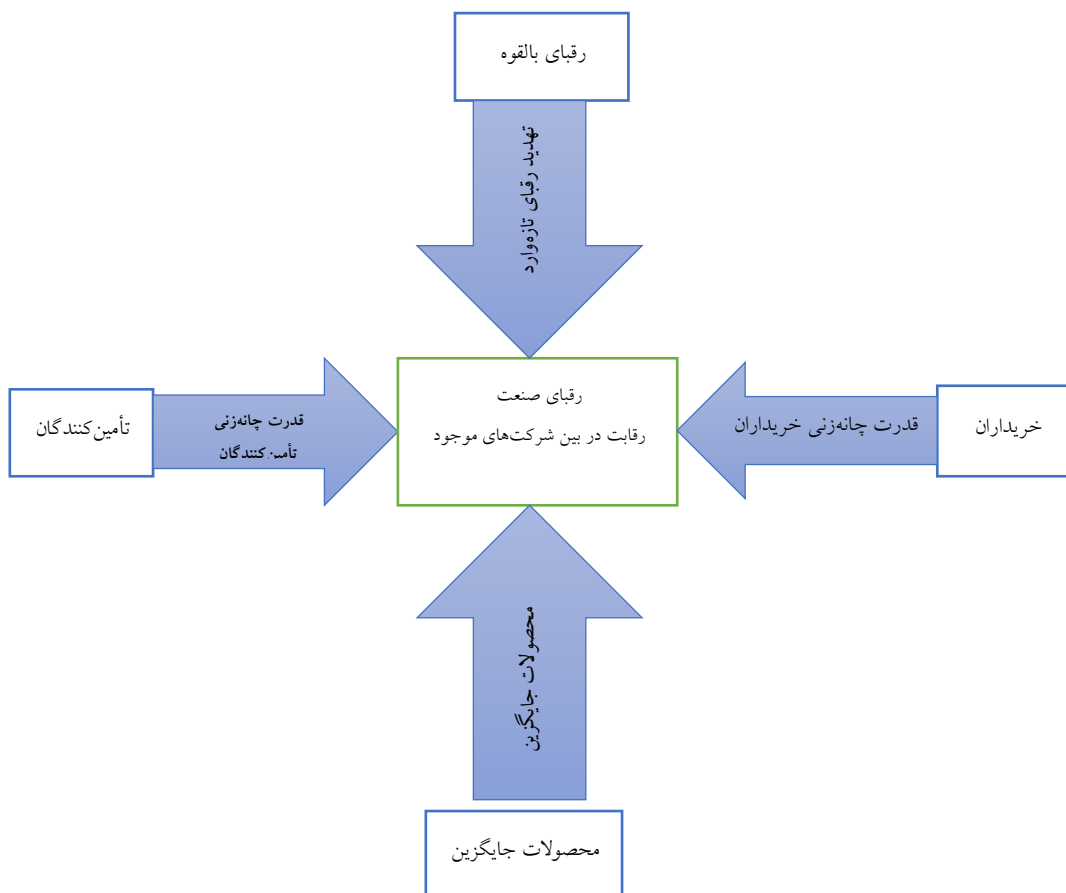 رقبای بالقوه
تهدید رقبای تازه‌وارد
رقبای صنعت
رقابت در بین شرکت‌های موجود
خریداران
قدرت چانه‌زنی خریداران
قدرت چانه‌زنی
تأمین‌کنندگان
تأمین‌کنندگان
محصولات جایگزین
محصولات جایگزین